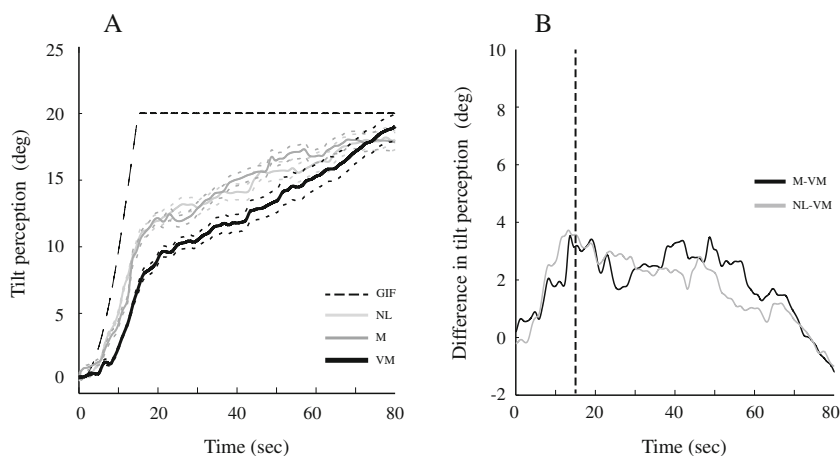 A
Tilt perception (deg)
25
20
15
10
5
0
0
20
40
60
80
Time (sec)
GIF
NL
M
VM
B
Difference in tilt perception (deg)
10
8
6
4
2
0
-2
0
20
40
60
80
Time (sec)
M-VM
NL-VM